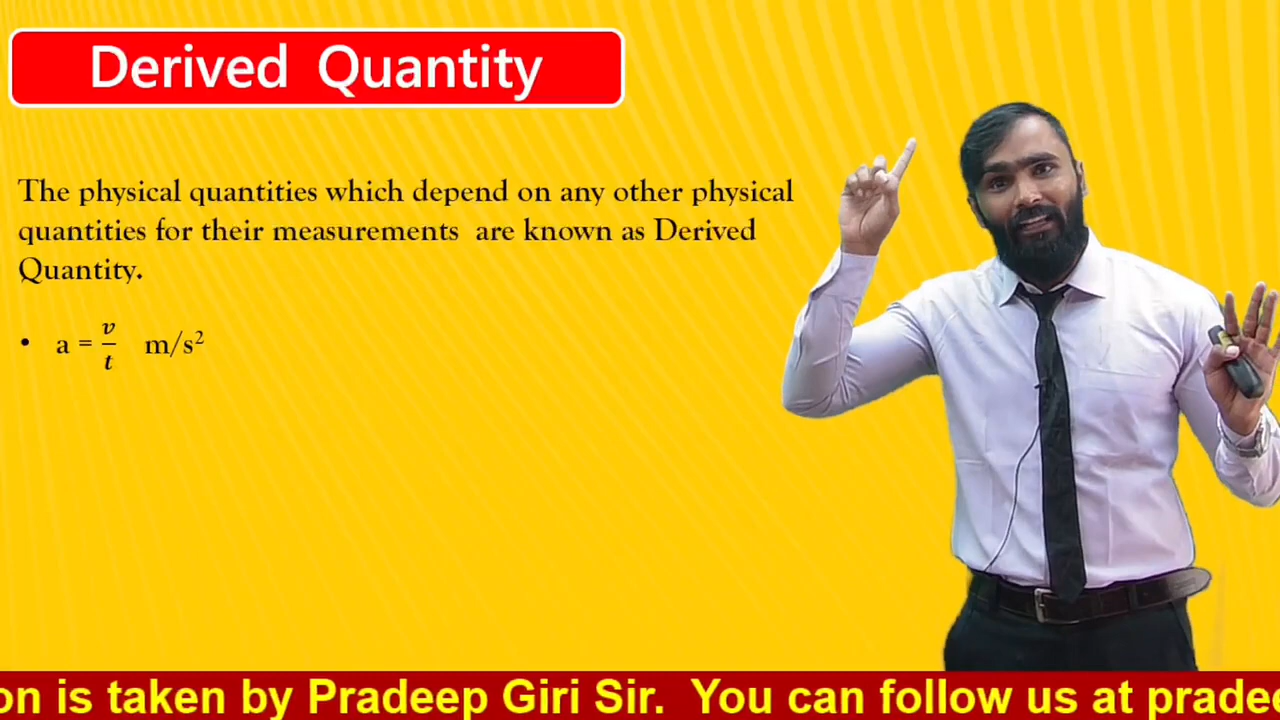 Derived Quantity
The physical quantities which depend on any other physical
quantities for their measurements are known as Derived
Quantity.
• a = v/t m/s²
on is taken by Pradeep Giri Sir. You can follow us at